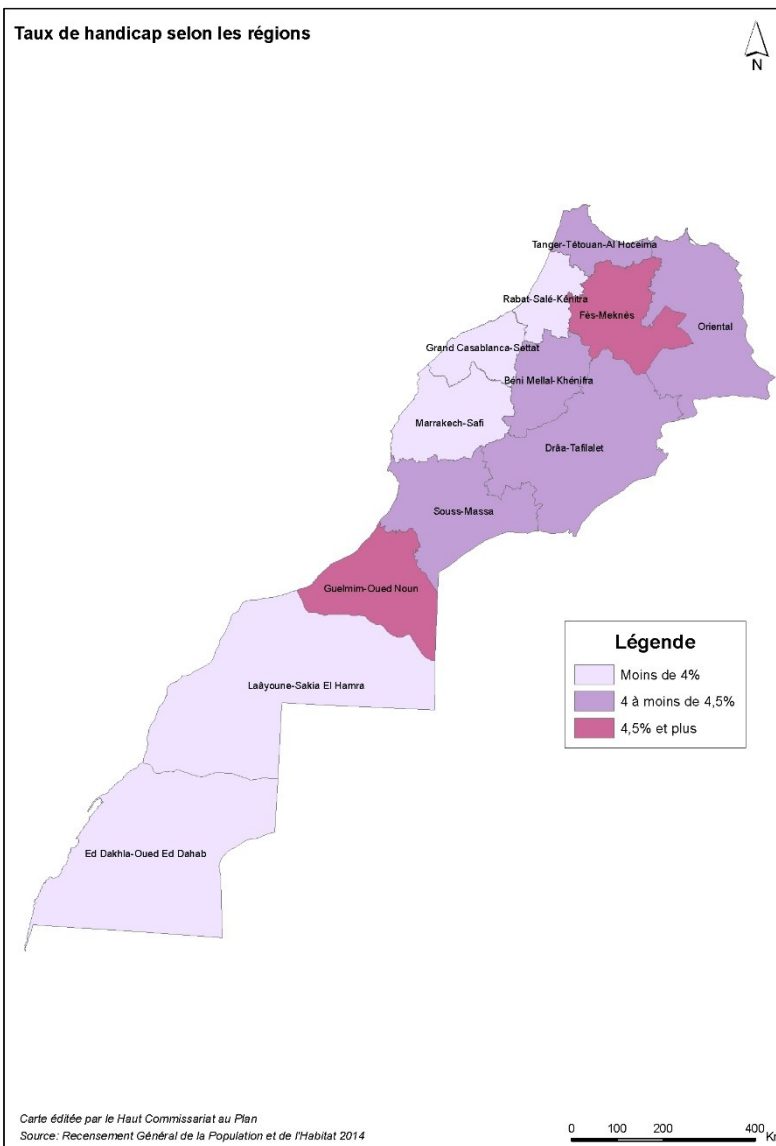 Taux de handicap selon les régions
N
Tanger-Tétouan-Al Hoceima
Rabat-Salé-Kénitra
Fès-Meknès
Oriental
Grand Casablanca-Settat
Béni Mellal-Khénifra
Marrakech-Safi
Drâa-Tafilalet
Souss-Massa
Guelmim-Oued Noun
Laâyoune-Sakia El Hamra
Ed Dakhla-Oued Ed Dahab
Légende
Moins de 4%
4 à moins de 4,5%
4,5% et plus
Carte éditée par le Haut Commissariat au Plan
Source: Recensement Général de la Population et de l'Habitat 2014
0 100 200 400